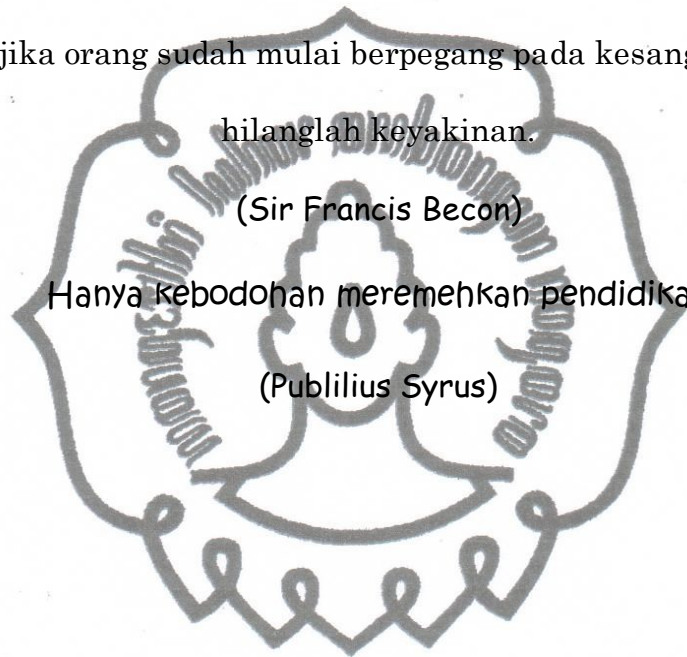 jika orang sudah mulai berpegang pada kesang
hilanglah keyakinan.
(Sir Francis Becon)
Hanya kebodohan meremehkan pendidika
(Publilius Syrus)